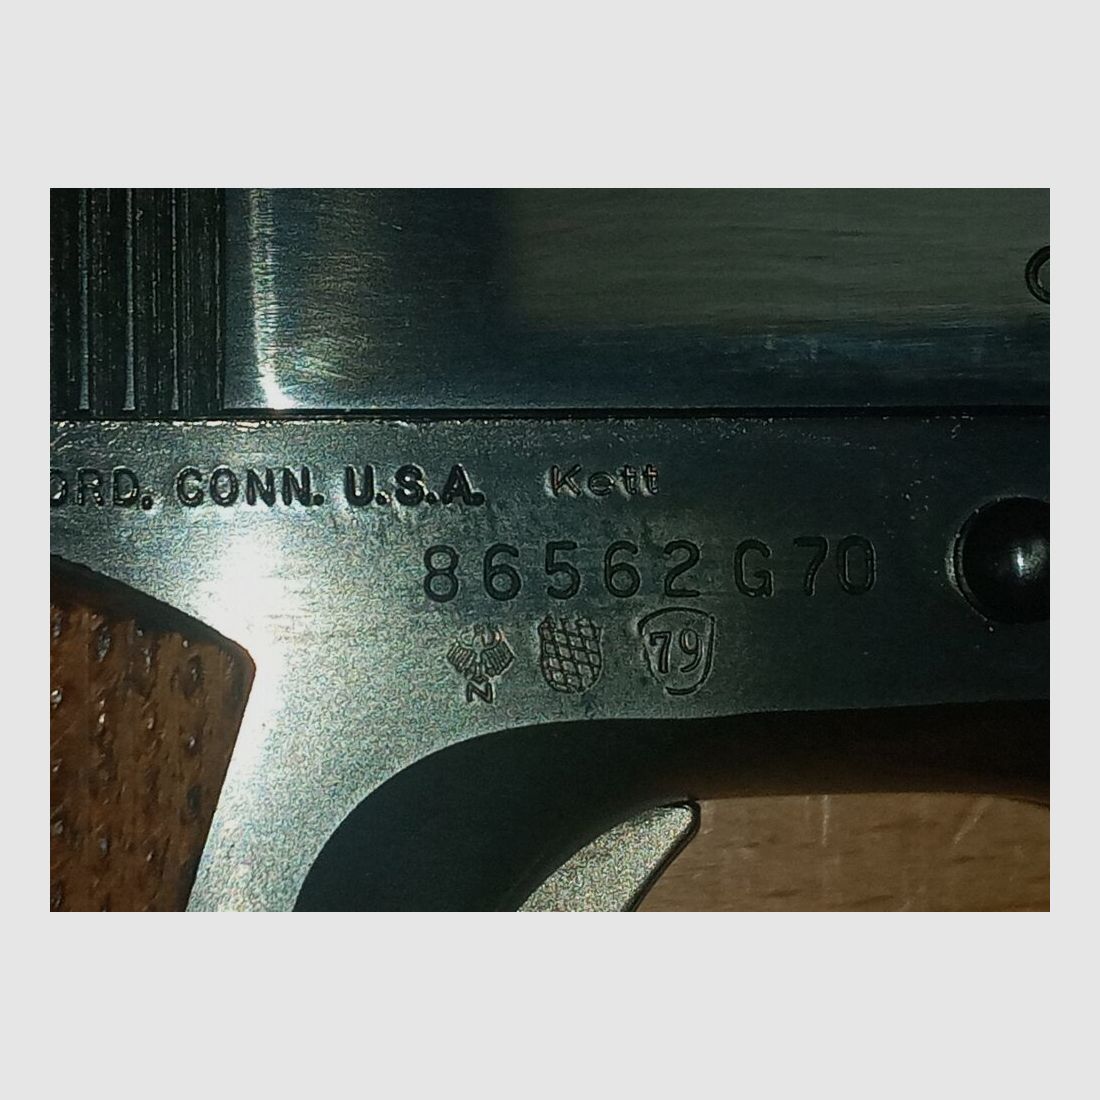 ORD. CONN. U.S.A. Kett
86562G70
N
79